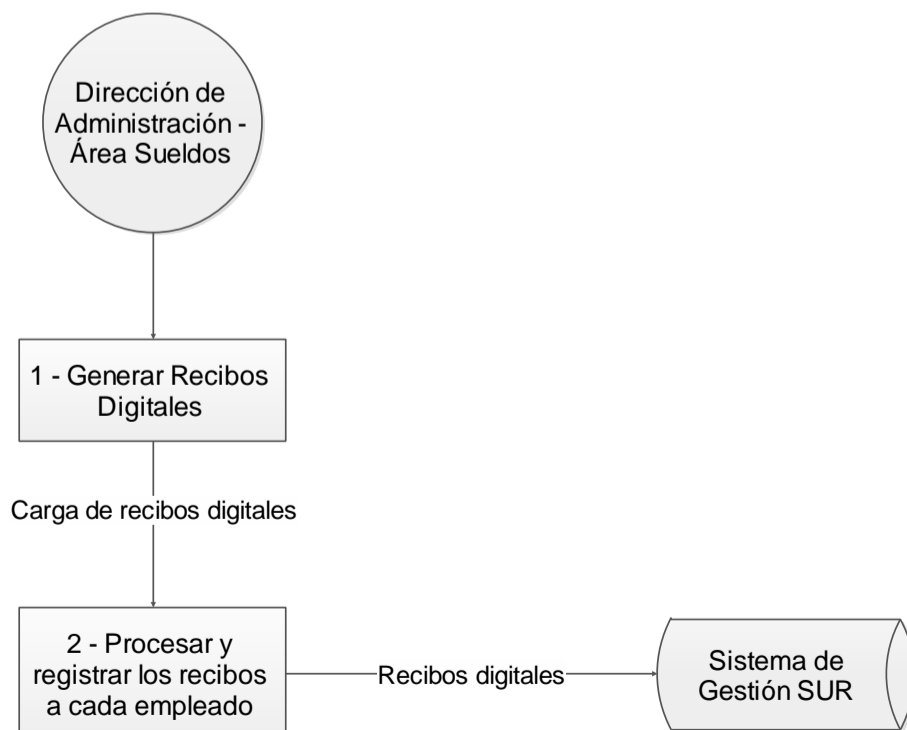 Dirección de
Administración -
Área Sueldos
1 - Generar Recibos
Digitales
Carga de recibos digitales
2 - Procesar y
registrar los recibos
a cada empleado
Recibos digitales
Sistema de
Gestión SUR